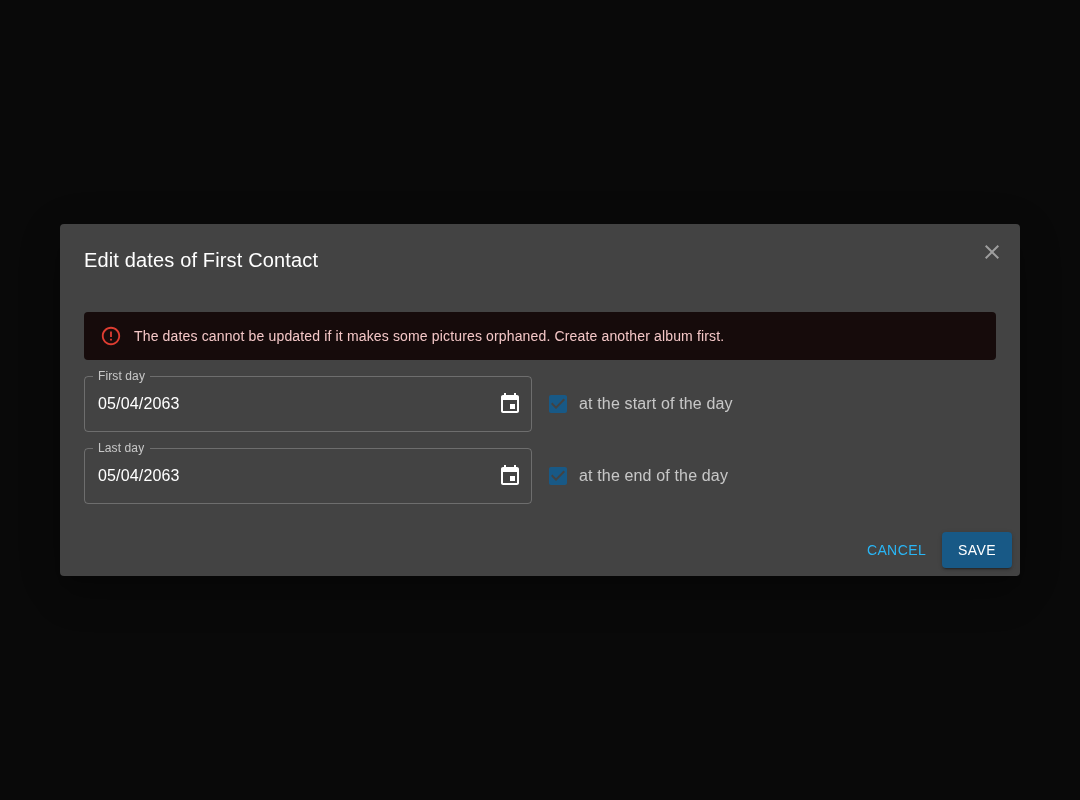 Edit dates of First Contact
The dates cannot be updated if it makes some pictures orphaned. Create another album first.
First day
05/04/2063
at the start of the day
Last day
05/04/2063
at the end of the day
CANCEL
SAVE